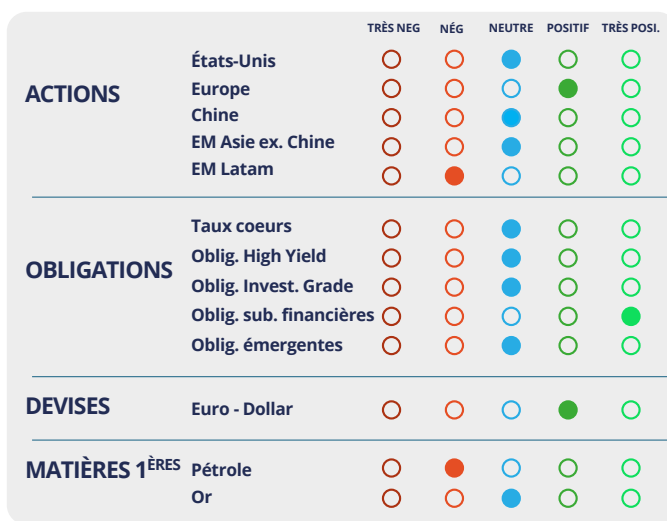 TRÈS NEG NÉG NEUTRE POSITIF TRÈS POSI.
ACTIONS
États-Unis
Europe
Chine
EM Asie ex. Chine
EM Latam
OBLIGATIONS
Taux coeurs
Oblig. High Yield
Oblig. Invest. Grade
Oblig. sub. financières
Oblig. émergentes
DEVISES
Euro - Dollar
MATIÈRES 1ÈRES
Pétrole
Or